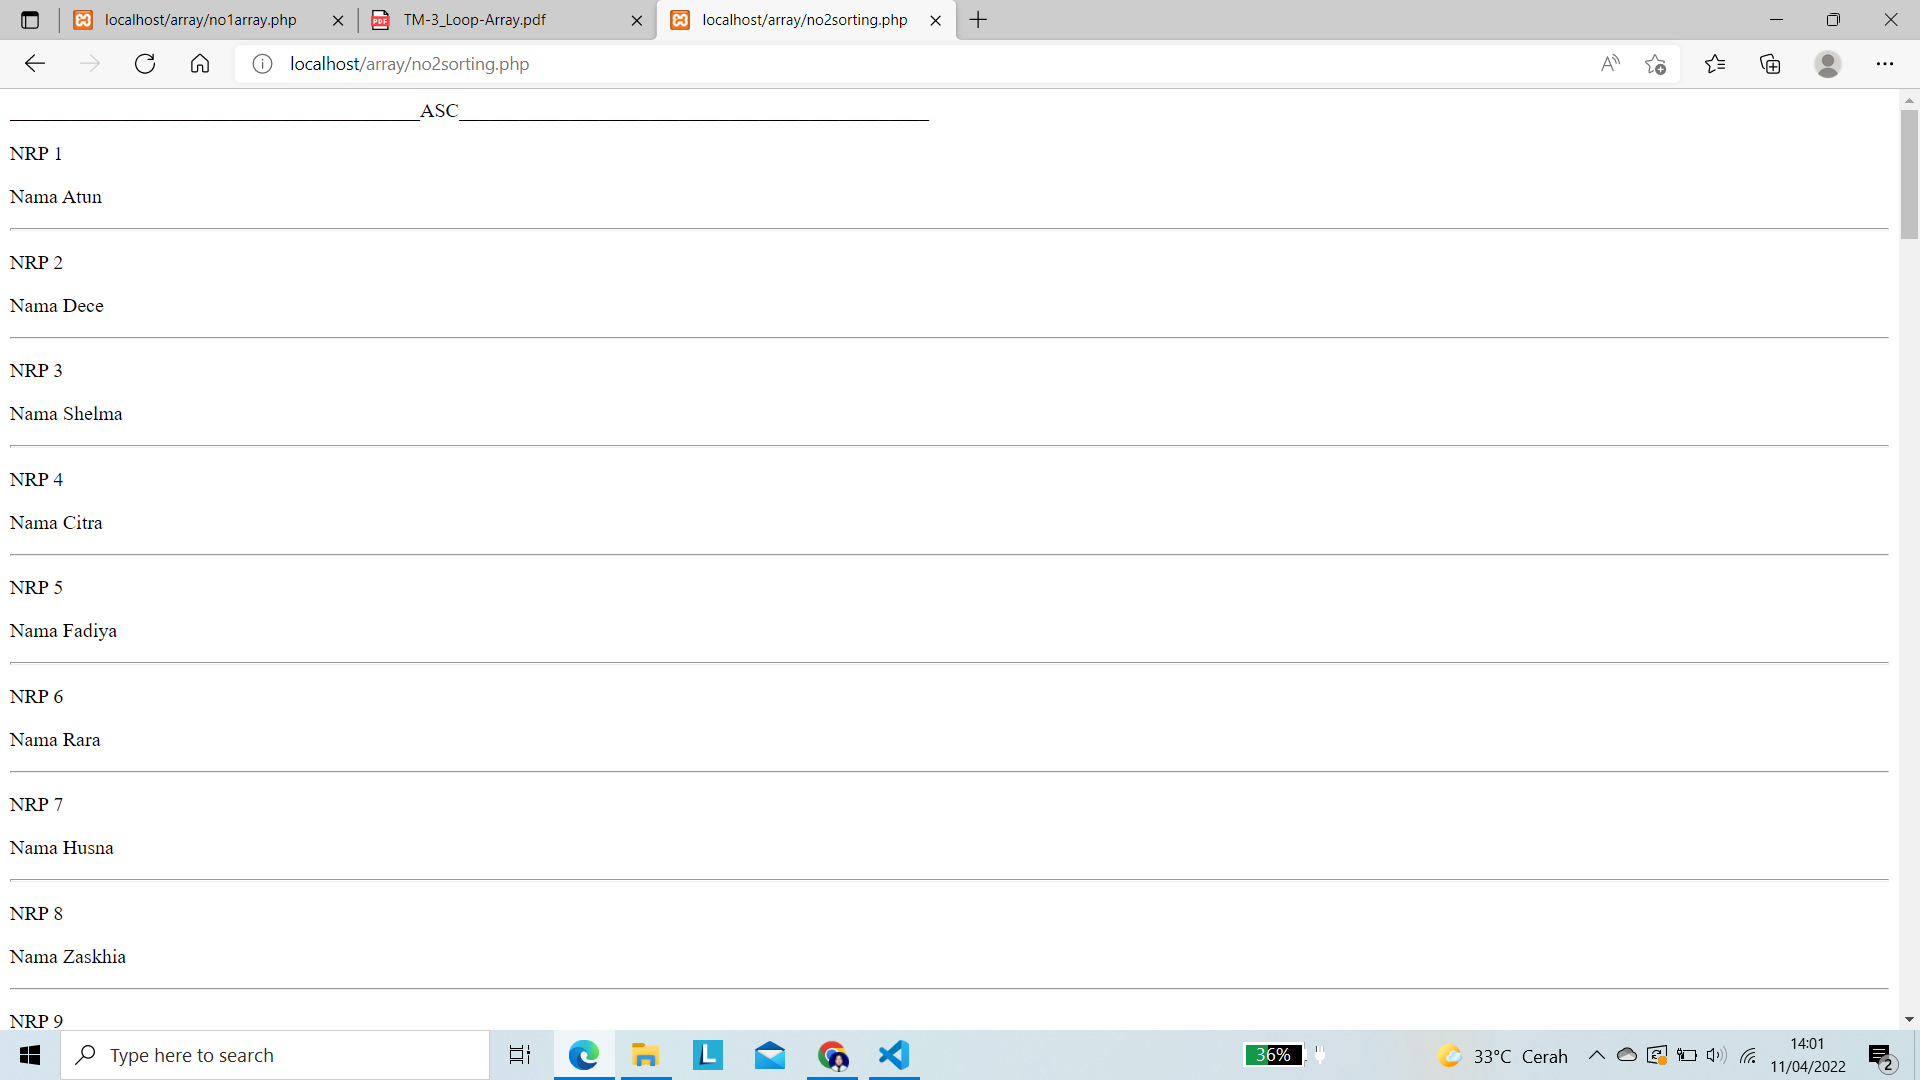 localhost/array/no1array.php
TM-3_Loop-Array.pdf
localhost/array/no2sorting.php
localhost/array/no2sorting.php
_________________________________________ASC_______________________________________________
NRP 1
Nama Atun
NRP 2
Nama Dece
NRP 3
Nama Shelma
NRP 4
Nama Citra
NRP 5
Nama Fadiya
NRP 6
Nama Rara
NRP 7
Nama Husna
NRP 8
Nama Zaskhia
NRP 9
Type here to search
L
36%
33°C Cerah
14:01
11/04/2022
2